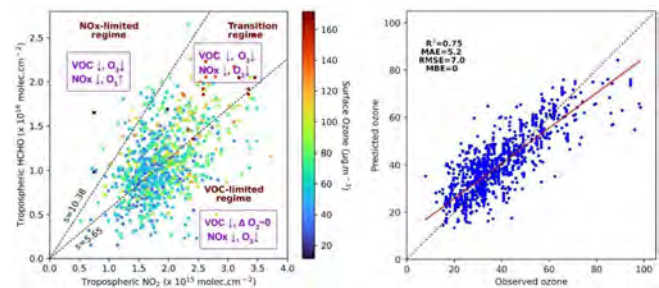 NOx-limited
regime
Transition
regime
VOC ↓, O₃↓
NOx ↓, O₃↑
VOC ↓, O₃↓
NOx ↓, O₃↓
VOC-limited
regime
VOC ↓, Δ O₃~0
NOx ↓, O₃↓
s=10.38
s=5.65
Tropospheric HCHO (x 10¹⁶ molec.cm⁻²)
2.5
2.0
1.5
1.0
0.5
0.0
0.0 0.5 1.0 1.5 2.0 2.5 3.0 3.5 4.0
Tropospheric NO₂ (x 10¹⁵ molec.cm⁻²)
160
140
120
100
80
60
40
20
Surface Ozone (μg.m⁻³)
R²=0.75
MAE=5.2
RMSE=7.0
MBE=0
Predicted ozone
100
80
60
40
20
0
0 20 40 60 80 100
Observed ozone